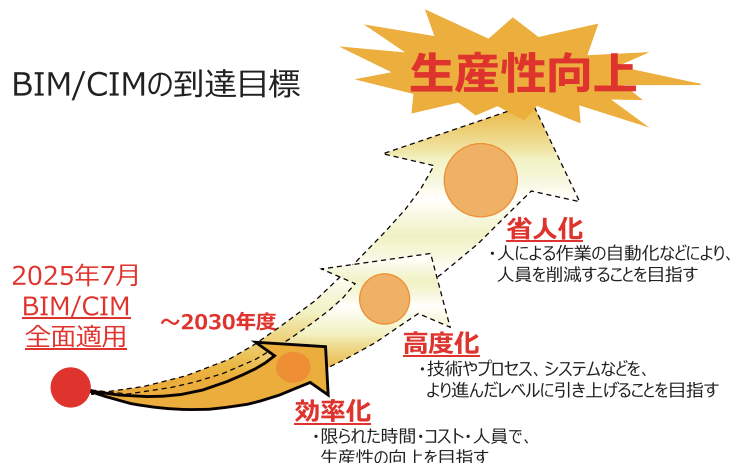 BIM/CIMの到達目標
生産性向上
省人化
・人による作業の自動化などにより、
人員を削減することを目指す
2025年7月
BIM/CIM
全面適用
～2030年度
高度化
・技術やプロセス、システムなどを、
より進んだレベルに引き上げることを目指す
効率化
・限られた時間・コスト・人員で、
生産性の向上を目指す